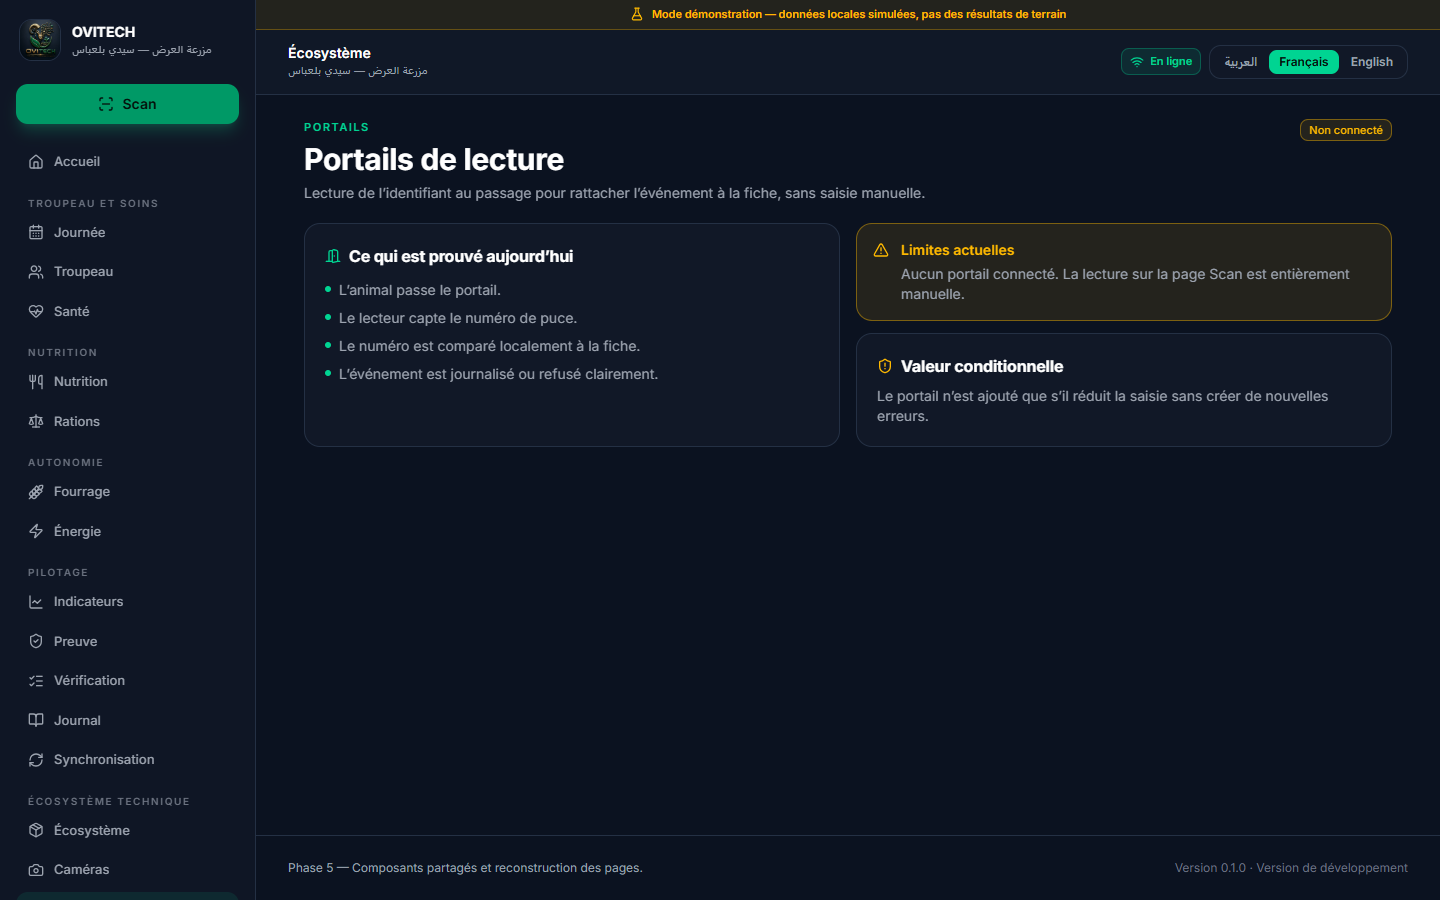 Mode démonstration — données locales simulées, pas des résultats de terrain
OVITECH
مزرعة العرض — سيدي بلعباس
Scan
Accueil
TROUPEAU ET SOINS
Journée
Troupeau
Santé
NUTRITION
Nutrition
Rations
AUTONOMIE
Fourrage
Énergie
PILOTAGE
Indicateurs
Preuve
Vérification
Journal
Synchronisation
ÉCOSYSTÈME TECHNIQUE
Écosystème
Caméras
Écosystème
مزرعة العرض — سيدي بلعباس
En ligne
العربية
Français
English
PORTAILS
Non connecté
Portails de lecture
Lecture de l’identifiant au passage pour rattacher l’événement à la fiche, sans saisie manuelle.
Ce qui est prouvé aujourd’hui
L’animal passe le portail.
Le lecteur capte le numéro de puce.
Le numéro est comparé localement à la fiche.
L’événement est journalisé ou refusé clairement.
Limites actuelles
Aucun portail connecté. La lecture sur la page Scan est entièrement
manuelle.
Valeur conditionnelle
Le portail n’est ajouté que s’il réduit la saisie sans créer de nouvelles
erreurs.
Phase 5 — Composants partagés et reconstruction des pages.
Version 0.1.0 · Version de développement